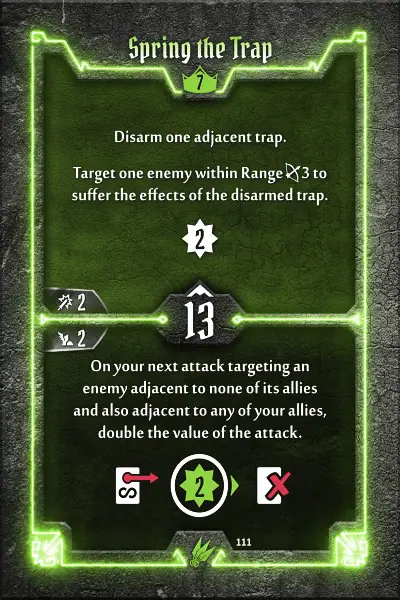 Spring the Trap
7
Disarm one adjacent trap.
Target one enemy within Range 3 to
suffer the effects of the disarmed trap.
2
2
13
2
On your next attack targeting an
enemy adjacent to none of its allies
and also adjacent to any of your allies,
double the value of the attack.
S 2
111